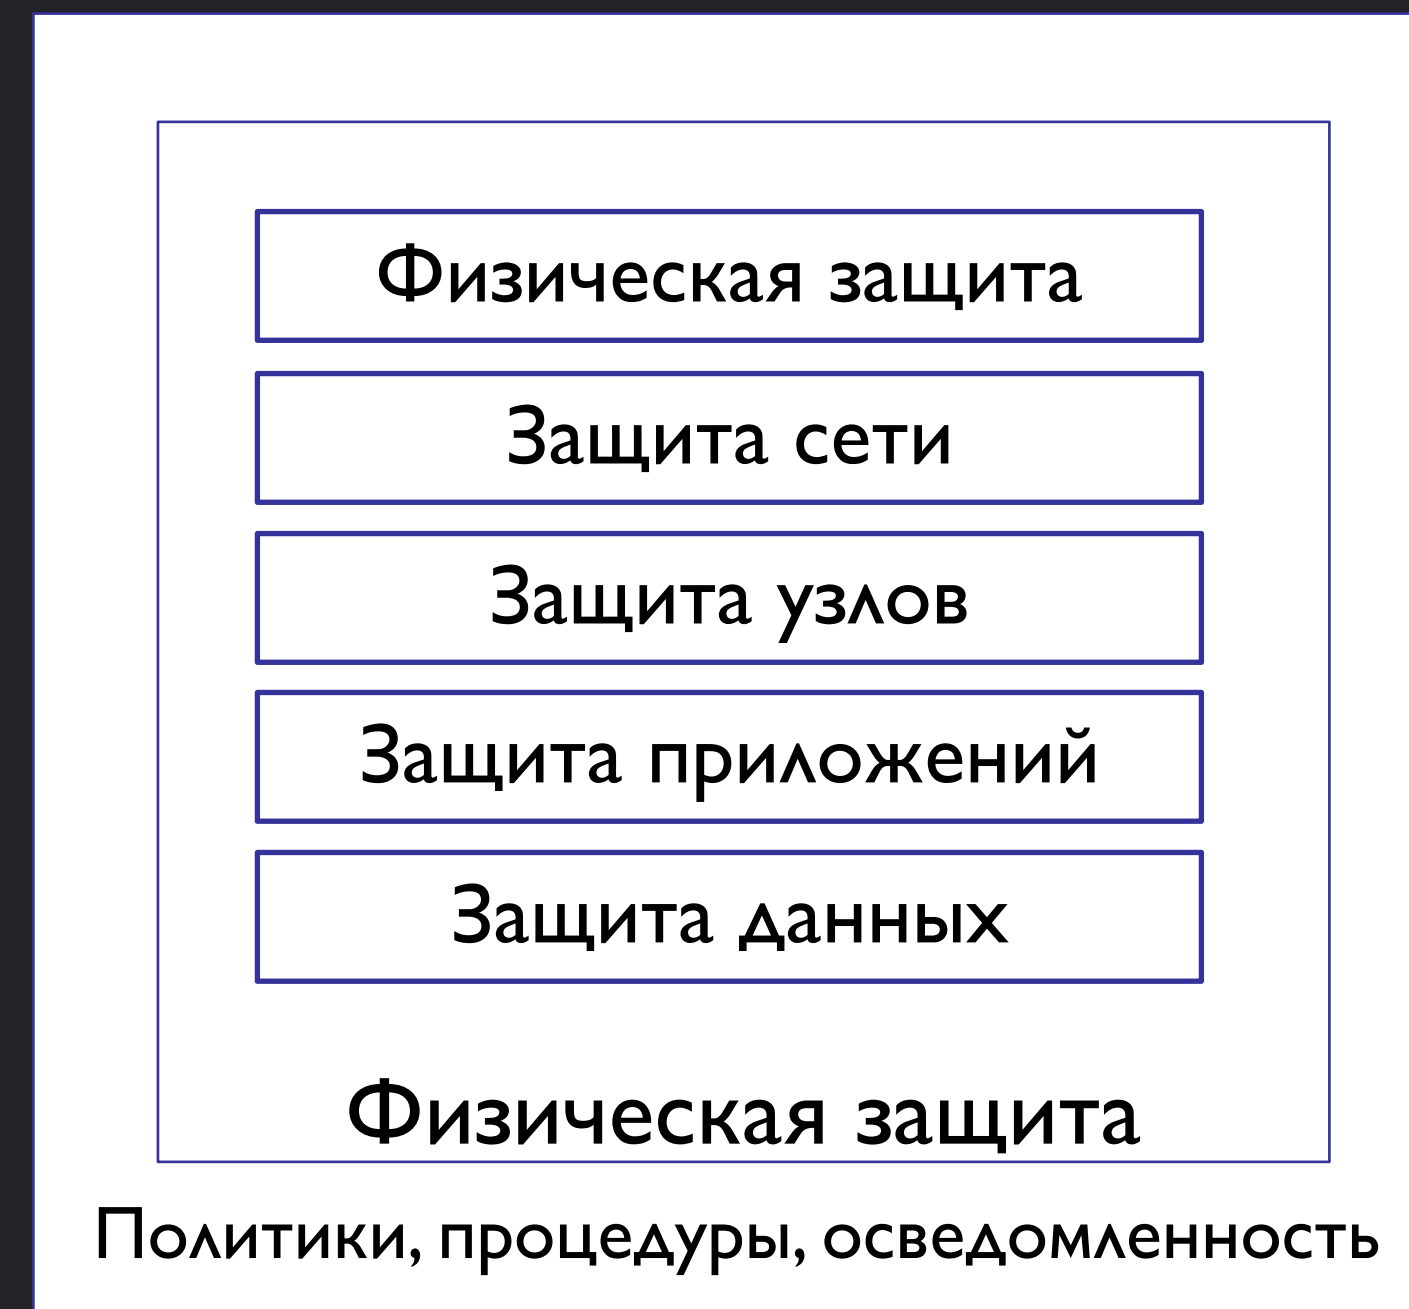 Физическая защита
Защита сети
Защита узлов
Защита приложений
Защита данных
Физическая защита
Политики, процедуры, осведомленность